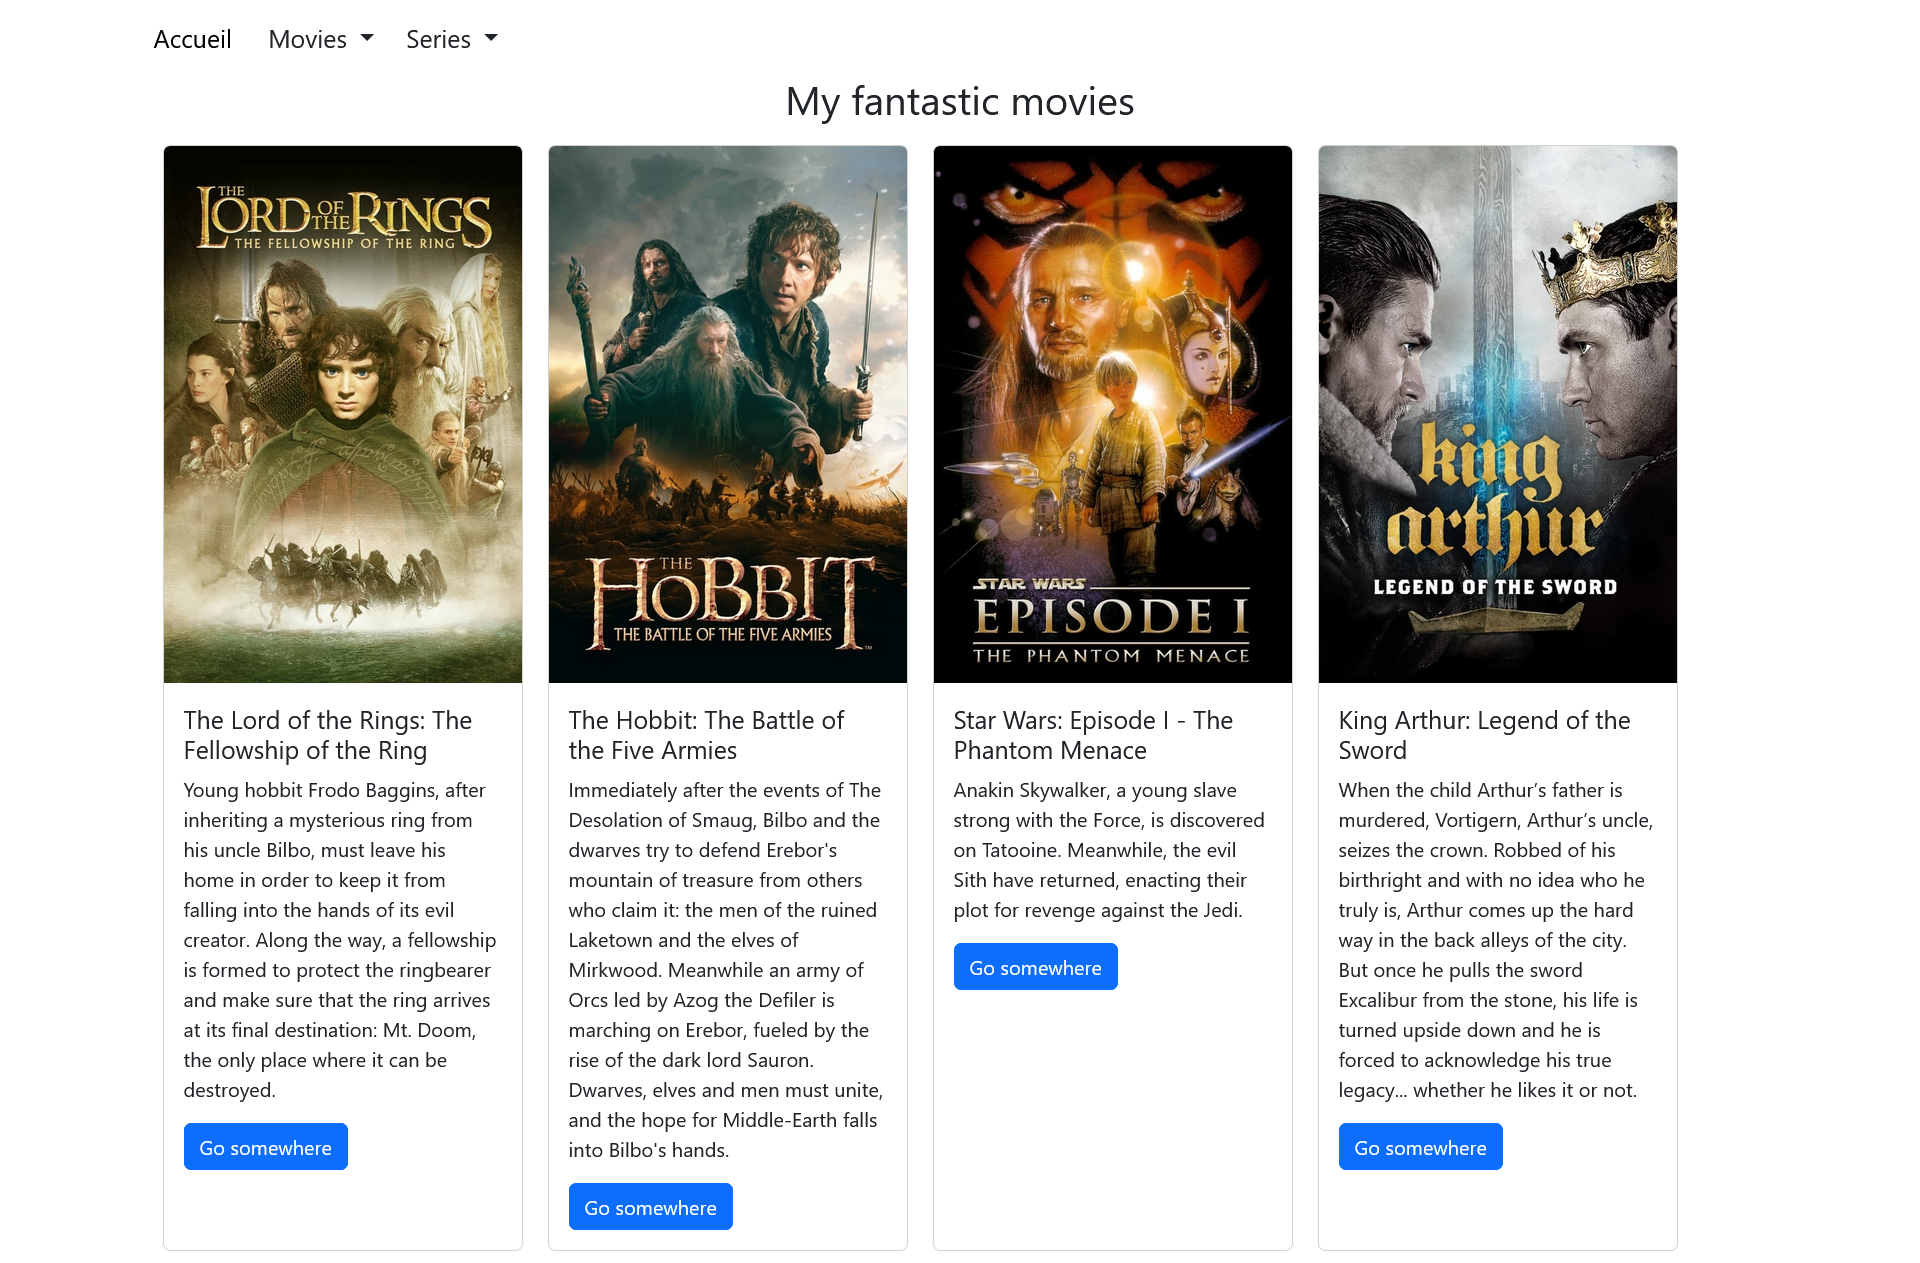 Accueil Movies Series
My fantastic movies
THE
LORD OF THE RINGS
THE FELLOWSHIP OF THE RING
THE
HOBBIT
THE BATTLE OF THE FIVE ARMIES
STAR WARS
EPISODE I
THE PHANTOM MENACE
king
arthur
LEGEND OF THE SWORD
The Lord of the Rings: The
Fellowship of the Ring
Young hobbit Frodo Baggins, after
inheriting a mysterious ring from
his uncle Bilbo, must leave his
home in order to keep it from
falling into the hands of its evil
creator. Along the way, a fellowship
is formed to protect the ringbearer
and make sure that the ring arrives
at its final destination: Mt. Doom,
the only place where it can be
destroyed.
Go somewhere
The Hobbit: The Battle of
the Five Armies
Immediately after the events of The
Desolation of Smaug, Bilbo and the
dwarves try to defend Erebor's
mountain of treasure from others
who claim it: the men of the ruined
Laketown and the elves of
Mirkwood. Meanwhile an army of
Orcs led by Azog the Defiler is
marching on Erebor, fueled by the
rise of the dark lord Sauron.
Dwarves, elves and men must unite,
and the hope for Middle-Earth falls
into Bilbo's hands.
Go somewhere
Star Wars: Episode I - The
Phantom Menace
Anakin Skywalker, a young slave
strong with the Force, is discovered
on Tatooine. Meanwhile, the evil
Sith have returned, enacting their
plot for revenge against the Jedi.
Go somewhere
King Arthur: Legend of the
Sword
When the child Arthur’s father is
murdered, Vortigern, Arthur’s uncle,
seizes the crown. Robbed of his
birthright and with no idea who he
truly is, Arthur comes up the hard
way in the back alleys of the city.
But once he pulls the sword
Excalibur from the stone, his life is
turned upside down and he is
forced to acknowledge his true
legacy... whether he likes it or not.
Go somewhere